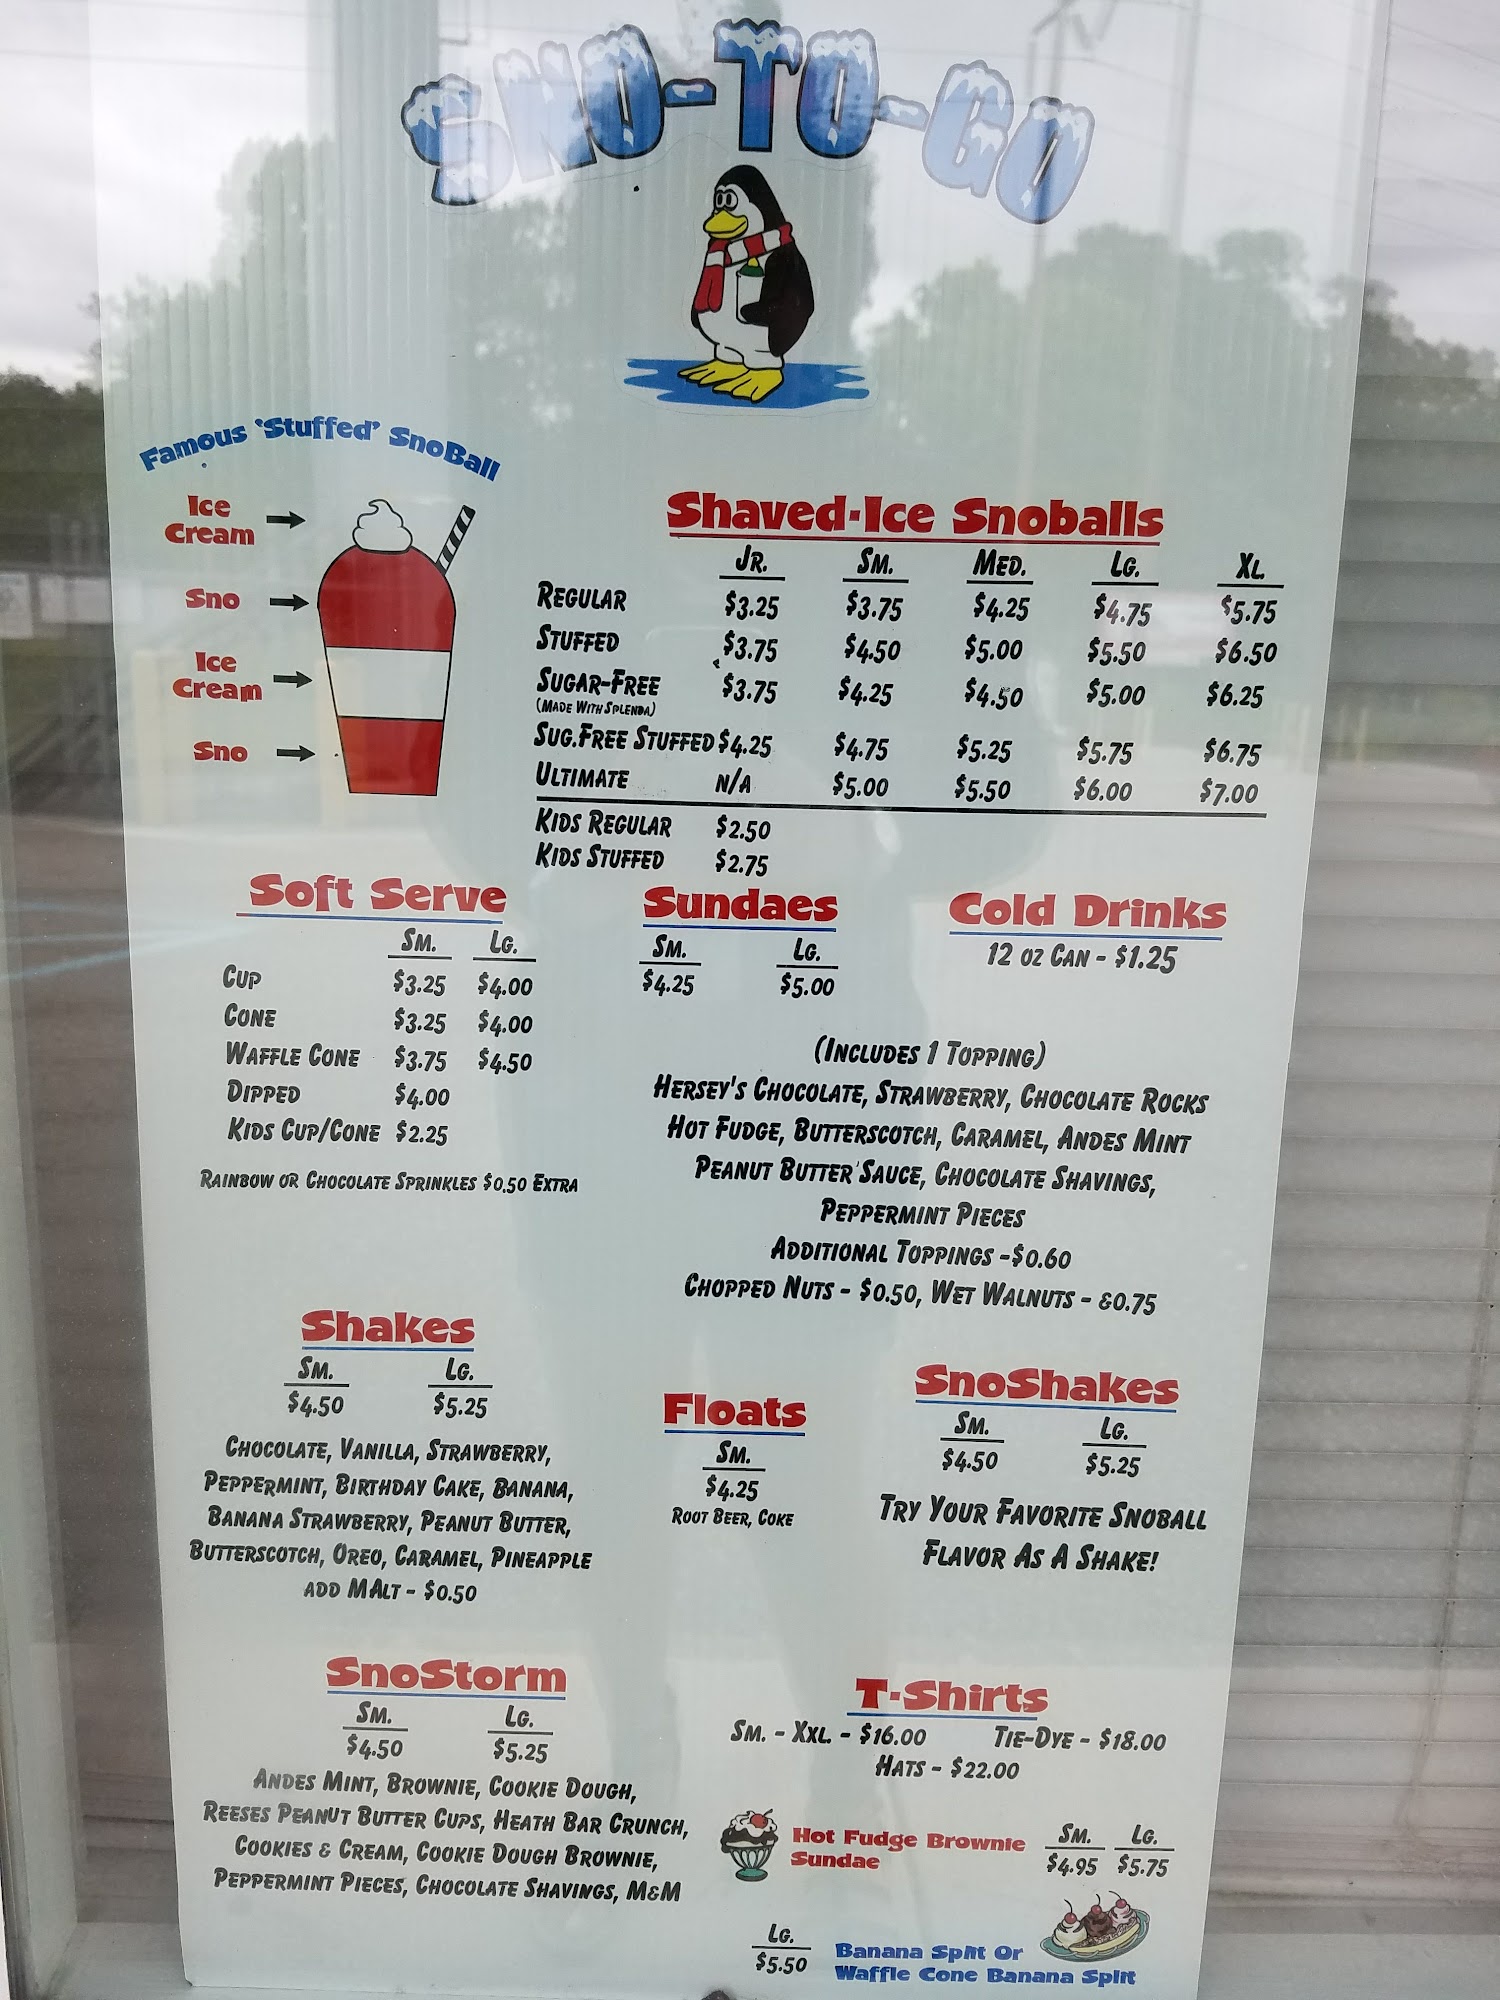 SNO-TO-GO
Famous 'Stuffed' SnoBall
Ice
Cream
Sno
Ice
Cream
Sno
Shaved-Ice Snoballs
JR. SM. MED. LG. XL
REGULAR $3.25 $3.75 $4.25 $4.75 $5.75
STUFFED $3.75 $4.50 $5.00 $5.50 $6.50
SUGAR-FREE $3.75 $4.25 $4.50 $5.00 $6.25
(MADE WITH SPLENDA)
SUG.FREE STUFFED $4.25 $4.75 $5.25 $5.75 $6.75
ULTIMATE N/A $5.00 $5.50 $6.00 $7.00
KIDS REGULAR $2.50
KIDS STUFFED $2.75
Soft Serve
SM. LG.
CUP $3.25 $4.00
CONE $3.25 $4.00
WAFFLE CONE $3.75 $4.50
DIPPED $4.00
KIDS CUP/CONE $2.25
RAINBOW OR CHOCOLATE SPRINKLES $0.50 EXTRA
Sundaes
SM. LG.
$4.25 $5.00
Cold Drinks
12 OZ CAN - $1.25
(INCLUDES 1 TOPPING)
HERSEY'S CHOCOLATE, STRAWBERRY, CHOCOLATE ROCKS
HOT FUDGE, BUTTERSCOTCH, CARAMEL, ANDES MINT
PEANUT BUTTER SAUCE, CHOCOLATE SHAVINGS,
PEPPERMINT PIECES
ADDITIONAL TOPPINGS -$0.60
CHOPPED NUTS - $0.50, WET WALNUTS - &0.75
Shakes
SM. LG.
$4.50 $5.25
CHOCOLATE, VANILLA, STRAWBERRY,
PEPPERMINT, BIRTHDAY CAKE, BANANA,
BANANA STRAWBERRY, PEANUT BUTTER,
BUTTERSCOTCH, OREO, CARAMEL, PINEAPPLE
ADD MALT - $0.50
Floats
SM.
$4.25
ROOT BEER, COKE
SnoShakes
SM. LG.
$4.50 $5.25
TRY YOUR FAVORITE SNOBALL
FLAVOR AS A SHAKE!
SnoStorm
SM. LG.
$4.50 $5.25
ANDES MINT, BROWNIE, COOKIE DOUGH,
REESES PEANUT BUTTER CUPS, HEATH BAR CRUNCH,
COOKIES & CREAM, COOKIE DOUGH BROWNIE,
PEPPERMINT PIECES, CHOCOLATE SHAVINGS, M&M
T-Shirts
SM. - XXL. - $16.00 TIE-DYE - $18.00
HATS - $22.00
Hot Fudge Brownie
Sundae
SM. LG.
$4.95 $5.75
LG.
$5.50
Banana Split Or
Waffle Cone Banana Split